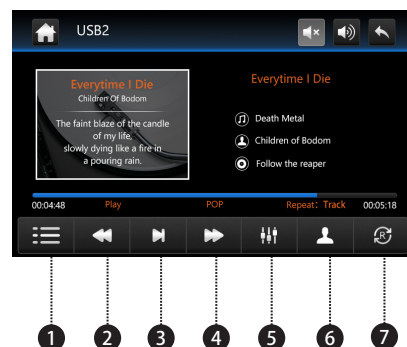 USB2
Everytime I Die
Children Of Bodom
The faint blaze of the candle
of my life,
slowly dying like a fire in
a pouring rain.
Everytime I Die
Death Metal
Children of Bodom
Follow the reaper
00:04:48 Play POP Repeat: Track 00:05:18
R
1 2 3 4 5 6 7